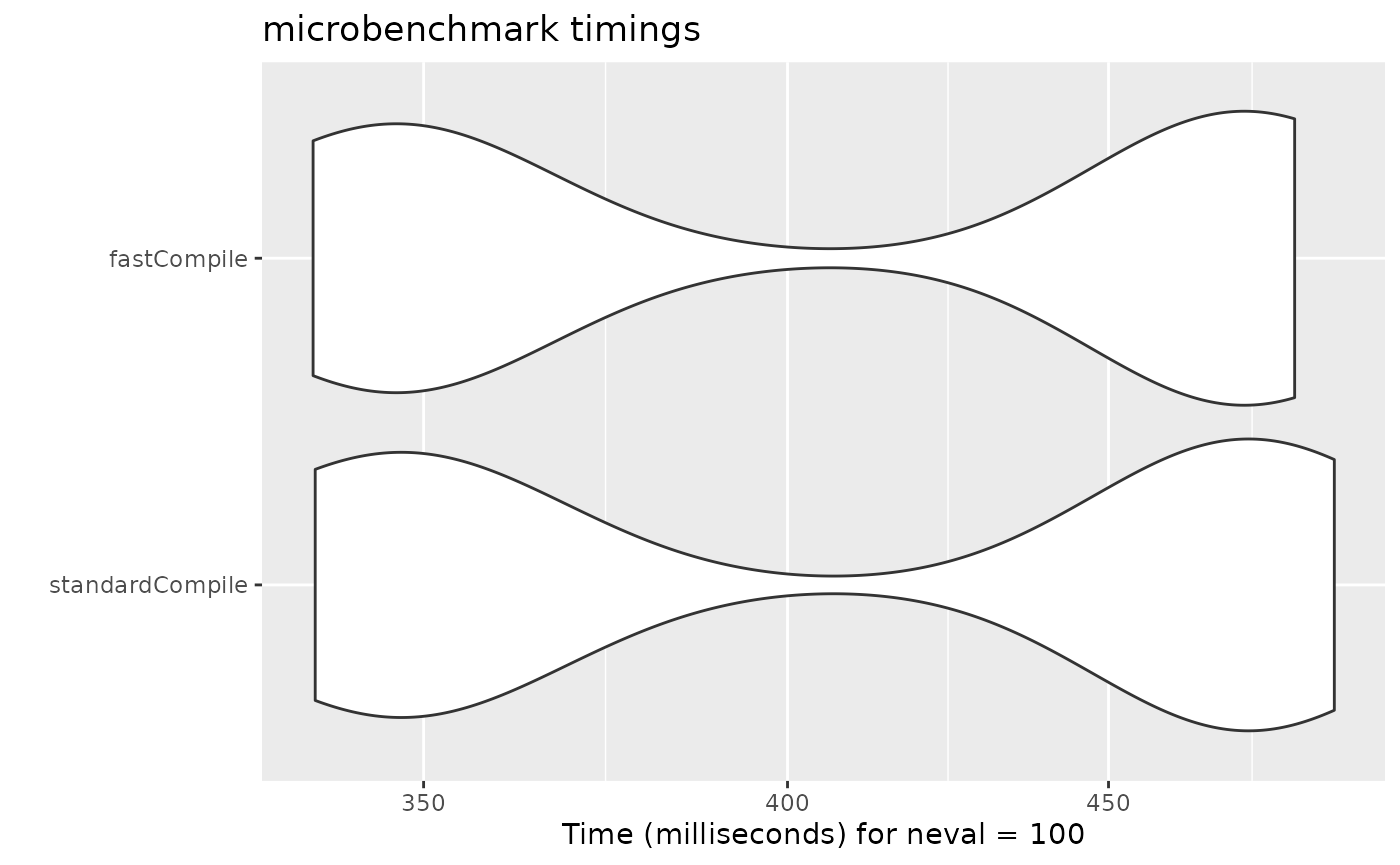 microbenchmark timings
fastCompile
standardCompile
350 400 450
Time (milliseconds) for neval = 100